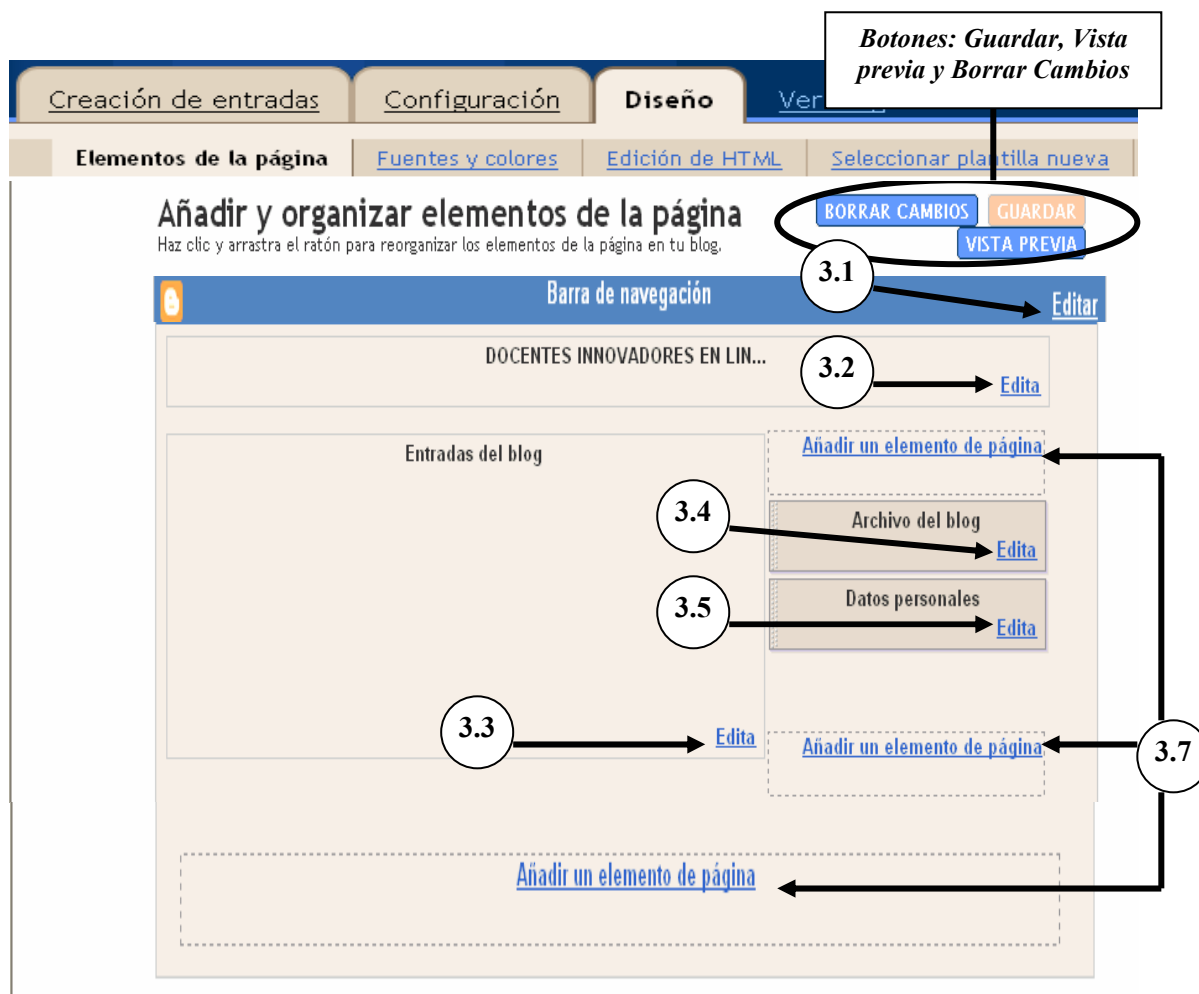 Botones: Guardar, Vista
previa y Borrar Cambios
Creación de entradas
Configuración
Diseño
Ver
Elementos de la página
Fuentes y colores
Edición de HTML
Seleccionar plantilla nueva
Añadir y organizar elementos de la página
Haz clic y arrastra el ratón para reorganizar los elementos de la página en tu blog.
BORRAR CAMBIOS
GUARDAR
VISTA PREVIA
3.1
Barra de navegación
Editar
DOCENTES INNOVADORES EN LIN...
3.2
Edita
Entradas del blog
Añadir un elemento de página
3.4
Archivo del blog
Edita
3.5
Datos personales
Edita
3.3
Edita
Añadir un elemento de página
3.7
Añadir un elemento de página